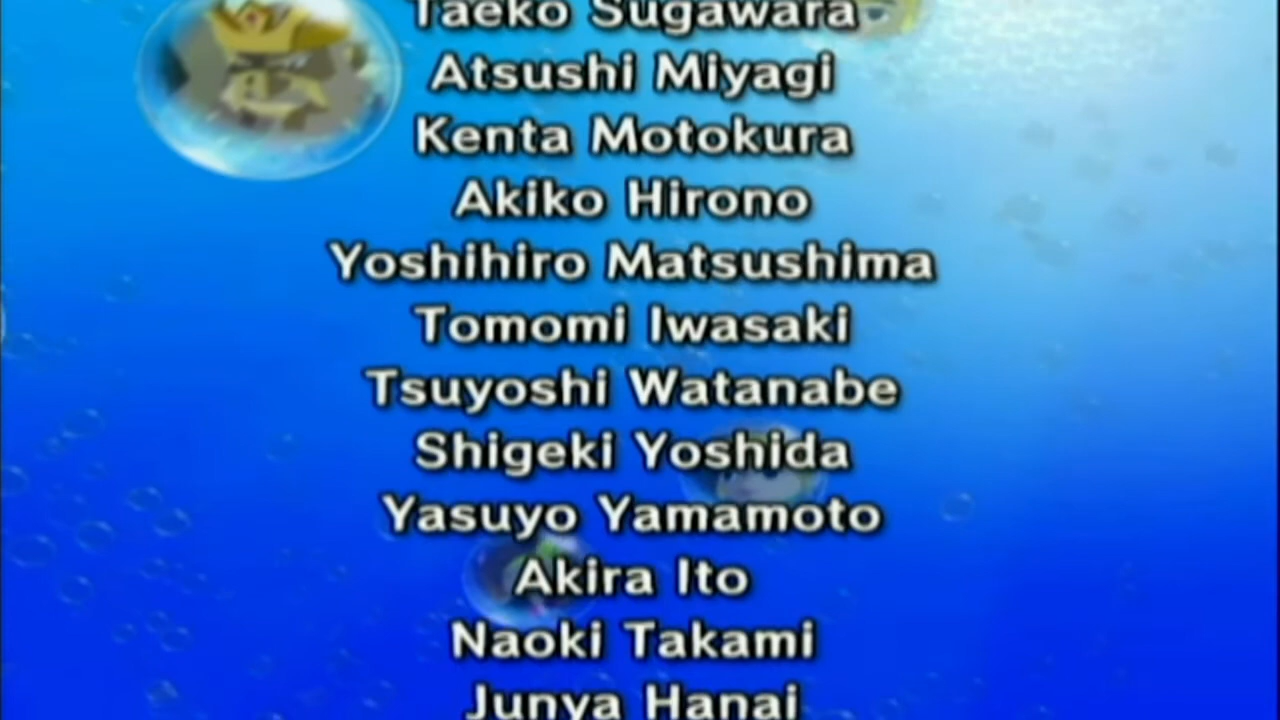 Taeko Sugawara
Atsushi Miyagi
Kenta Motokura
Akiko Hirono
Yoshihiro Matsushima
Tomomi Iwasaki
Tsuyoshi Watanabe
Shigeki Yoshida
Yasuyo Yamamoto
Akira Ito
Naoki Takami
Junya Hanai